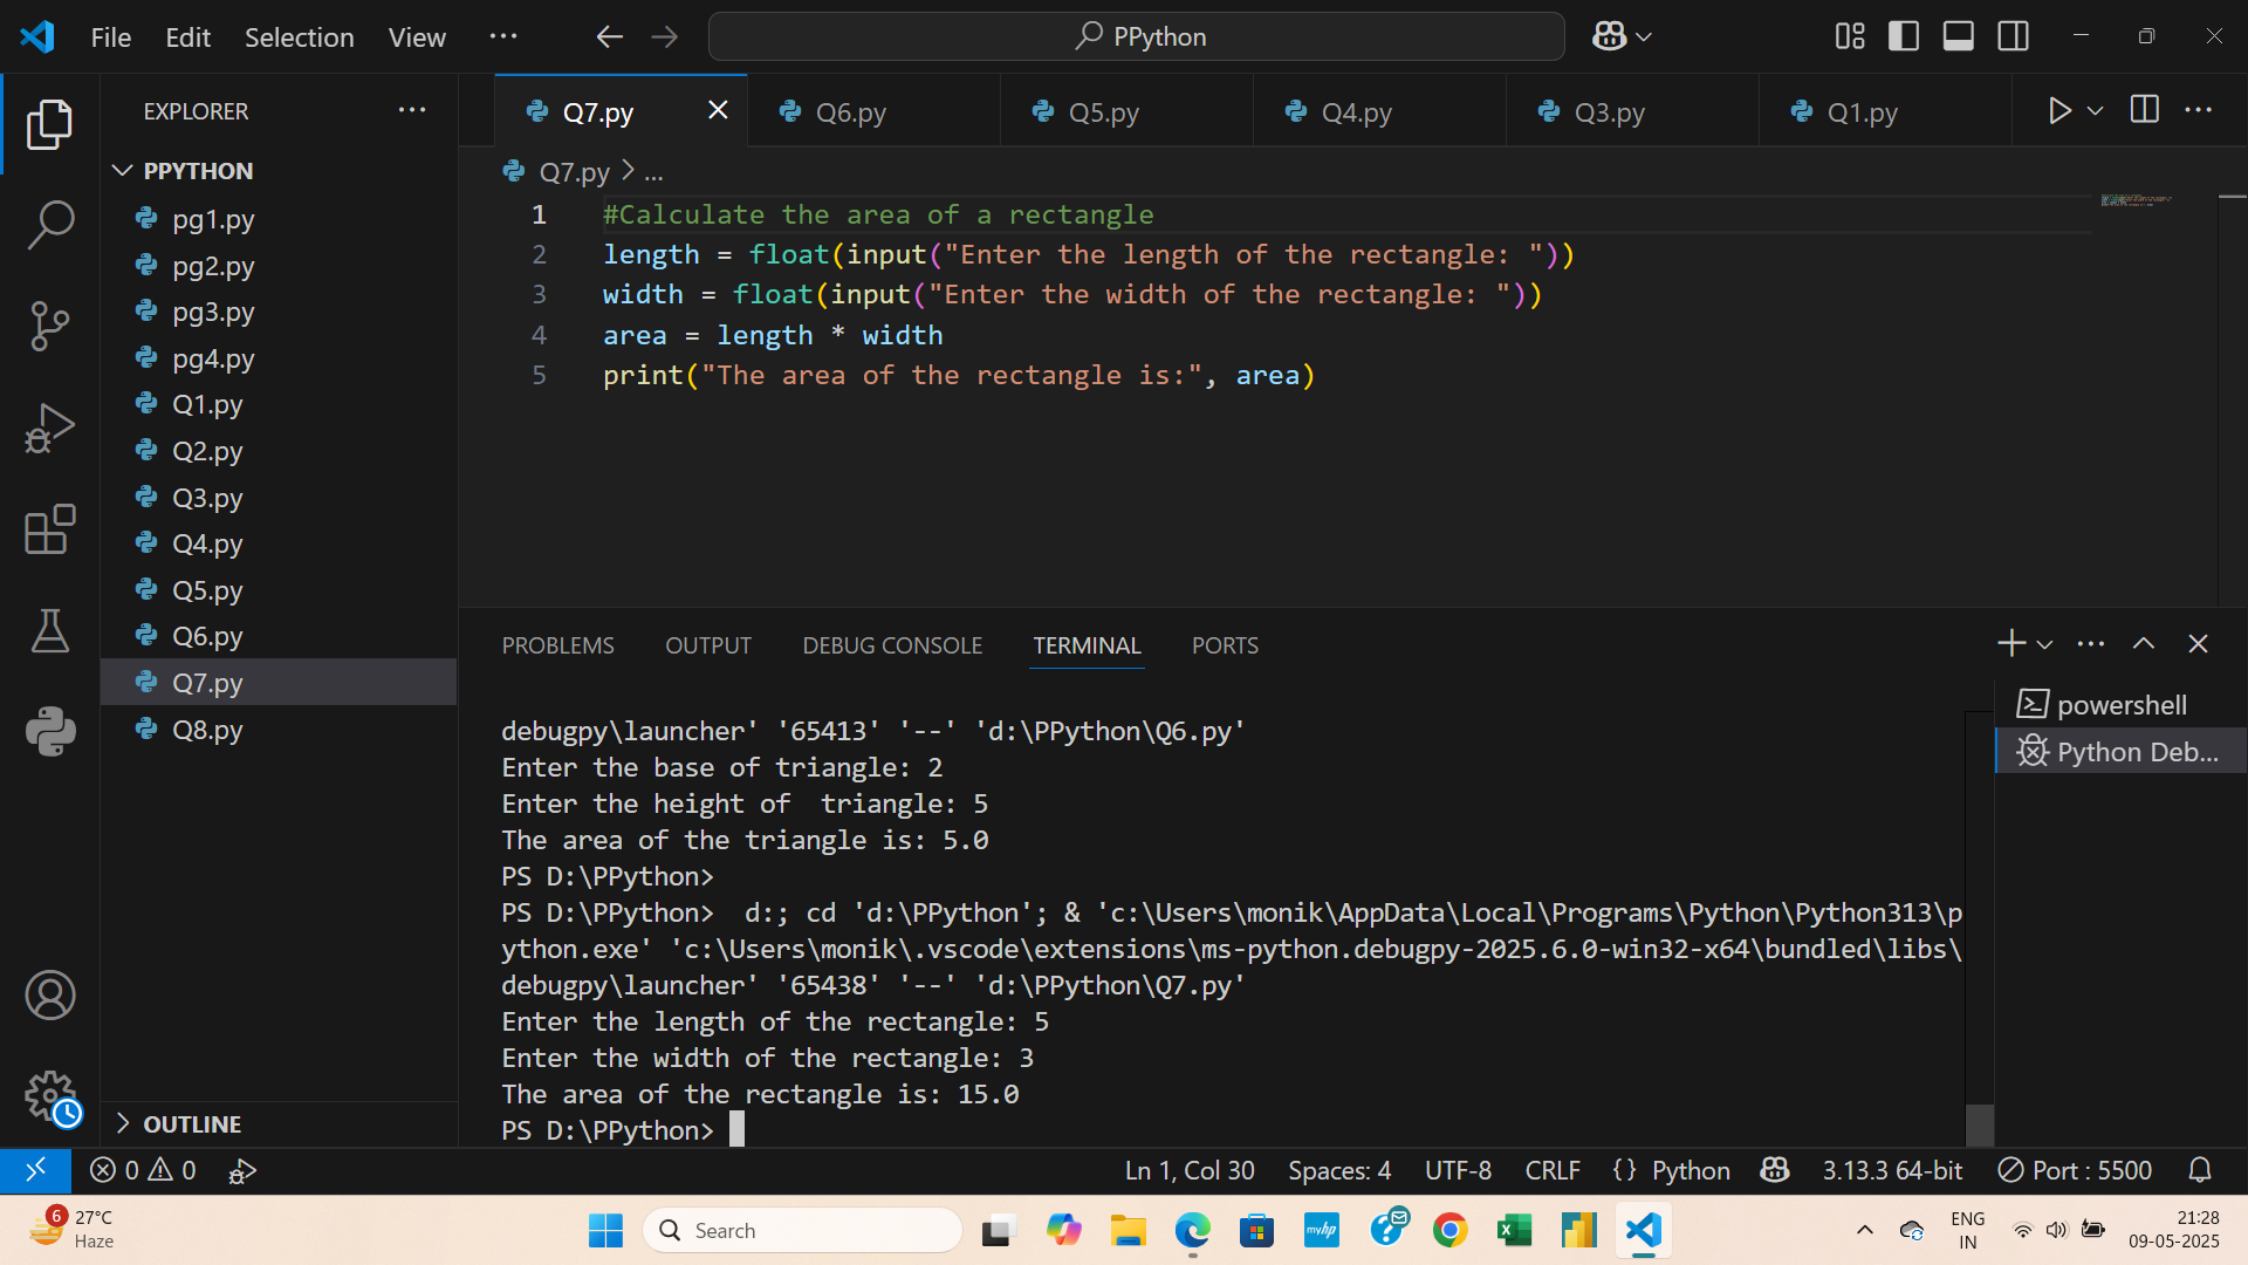 File Edit Selection View ···
PPython
EXPLORER ···
PPYTHON
pg1.py
pg2.py
pg3.py
pg4.py
Q1.py
Q2.py
Q3.py
Q4.py
Q5.py
Q6.py
Q7.py
Q8.py
OUTLINE
Q7.py Q6.py Q5.py Q4.py Q3.py Q1.py
Q7.py > ...
1 #Calculate the area of a rectangle
2 length = float(input("Enter the length of the rectangle: "))
3 width = float(input("Enter the width of the rectangle: "))
4 area = length * width
5 print("The area of the rectangle is:", area)
PROBLEMS OUTPUT DEBUG CONSOLE TERMINAL PORTS
powershell
Python Deb...
debugpy\launcher' '65413' '--' 'd:\PPython\Q6.py'
Enter the base of triangle: 2
Enter the height of  triangle: 5
The area of the triangle is: 5.0
PS D:\PPython>
PS D:\PPython>  d:; cd 'd:\PPython'; & 'c:\Users\monik\AppData\Local\Programs\Python\Python313\p
ython.exe' 'c:\Users\monik\.vscode\extensions\ms-python.debugpy-2025.6.0-win32-x64\bundled\libs\
debugpy\launcher' '65438' '--' 'd:\PPython\Q7.py'
Enter the length of the rectangle: 5
Enter the width of the rectangle: 3
The area of the rectangle is: 15.0
PS D:\PPython>
0 0 Ln 1, Col 30 Spaces: 4 UTF-8 CRLF {} Python 3.13.3 64-bit Port : 5500
6 27°C
Haze
Search
myhp
ENG
IN
21:28
09-05-2025